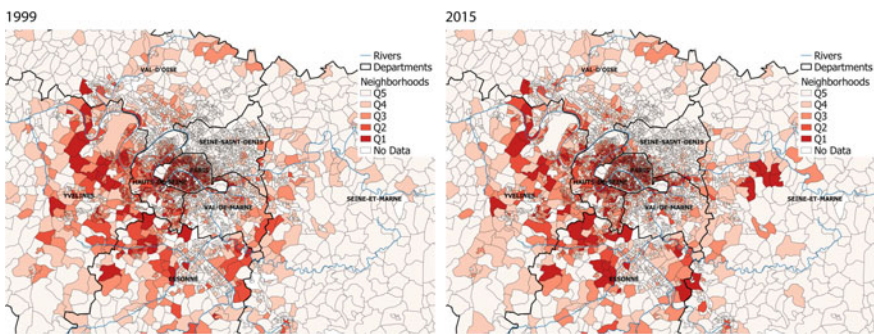 1999
Rivers
Departments
Neighborhoods
Q5
Q4
Q3
Q2
Q1
No Data
VAL-D'OISE
SEINE-SAINT-DENIS
PARIS
HAUTS-DE-SEINE
YVELINES
VAL-DE-MARNE
SEINE-ET-MARNE
ESSONNE
2015
Rivers
Departments
Neighborhoods
Q5
Q4
Q3
Q2
Q1
No Data
VAL-D'OISE
SEINE-SAINT-DENIS
PARIS
HAUTS-DE-SEINE
YVELINES
VAL-DE-MARNE
SEINE-ET-MARNE
ESSONNE